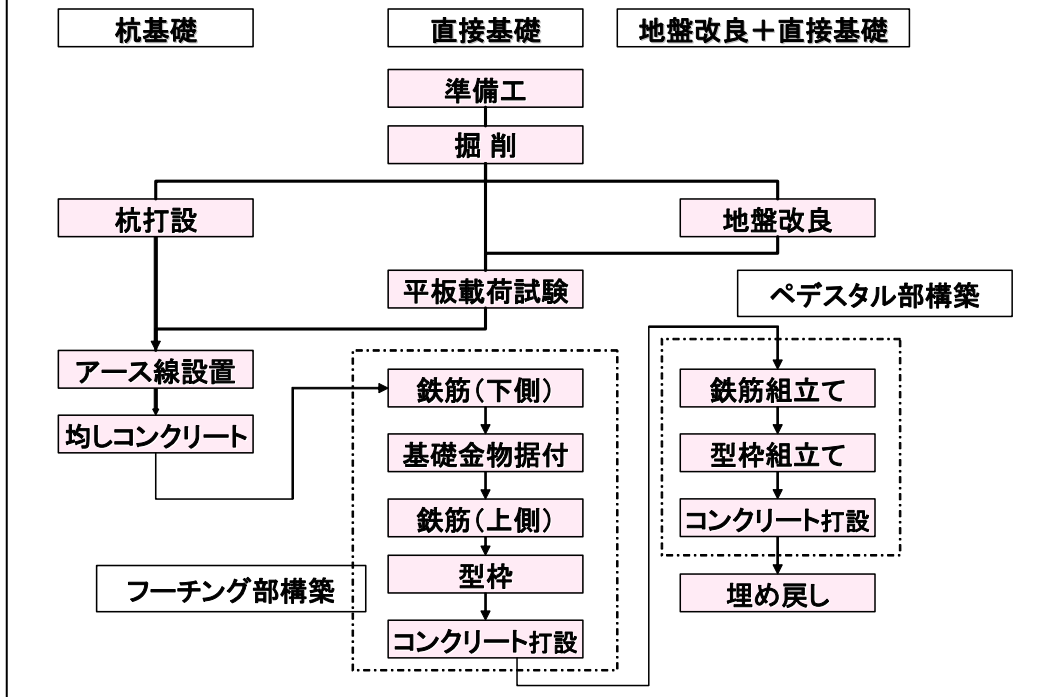 杭基礎
直接基礎
地盤改良＋直接基礎
準備工
掘 削
杭打設
地盤改良
平板載荷試験
ペデスタル部構築
アース線設置
均しコンクリート
鉄筋（下側）
基礎金物据付
鉄筋（上側）
型枠
コンクリート打設
フーチング部構築
鉄筋組立て
型枠組立て
コンクリート打設
埋め戻し